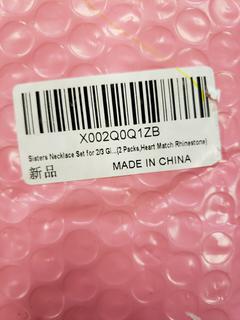 X002Q0Q1ZB
Sisters Necklace Set for 2/3 Gi...(2 Packs,Heart Match Rhinestone)
新品
MADE IN CHINA